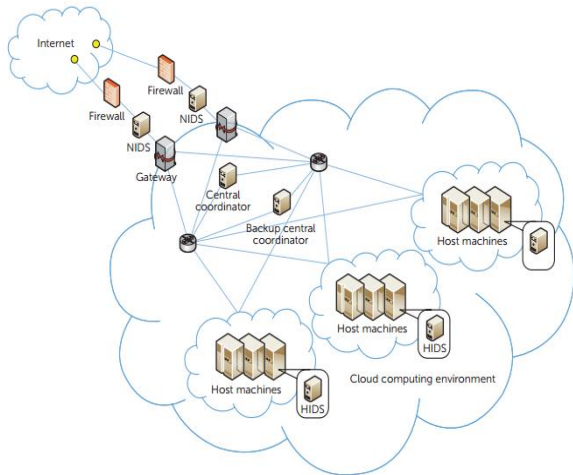 Internet
Firewall
Firewall
NIDS
NIDS
Gateway
Central
coordinator
Backup central
coordinator
Host machines
Host machines
HIDS
Cloud computing environment
Host machines
HIDS